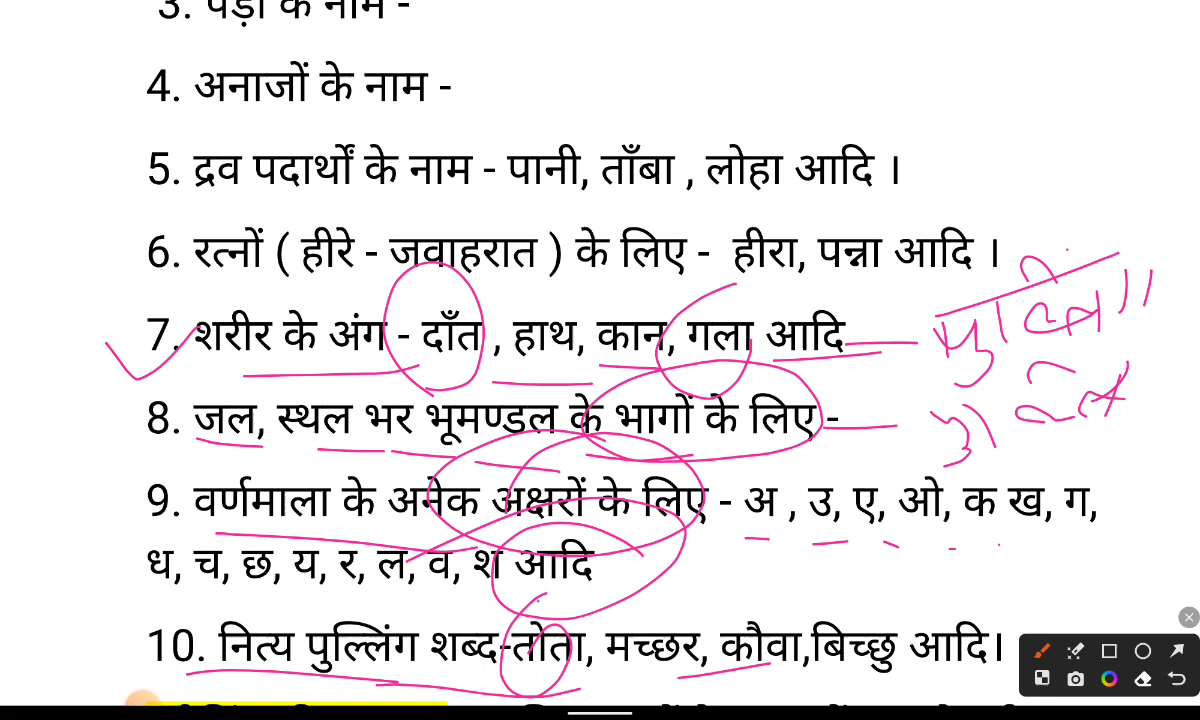 3. पेड़ों के नाम -
4. अनाजों के नाम -
5. द्रव पदार्थों के नाम - पानी, ताँबा , लोहा आदि ।
6. रत्नों ( हीरे - जवाहरात ) के लिए - हीरा, पन्ना आदि ।
7. शरीर के अंग - दाँत , हाथ, कान, गला आदि
8. जल, स्थल भर भूमण्डल के भागों के लिए -
9. वर्णमाला के अनेक अक्षरों के लिए - अ , उ, ए, ओ, क ख, ग,
ध, च, छ, य, र, ल, व, श आदि
10. नित्य पुल्लिंग शब्द-तोता, मच्छर, कौवा,बिच्छु आदि।